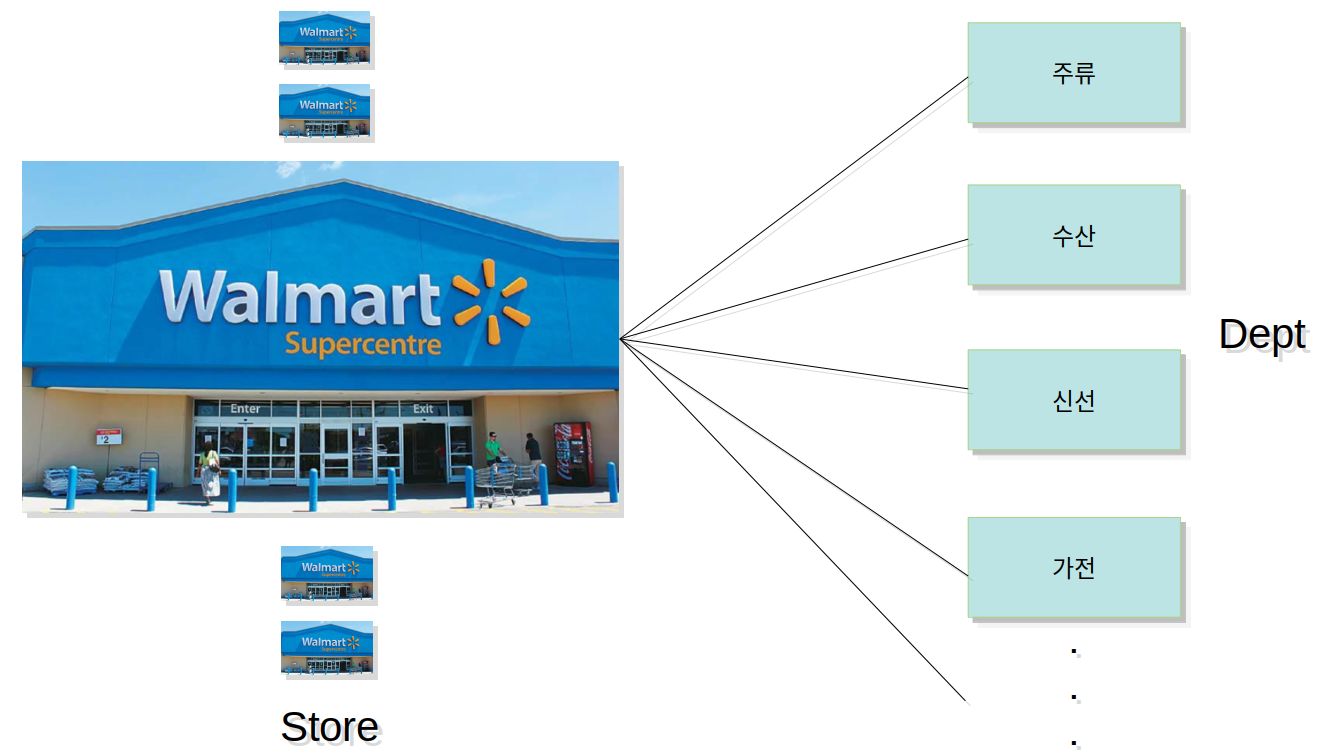 Walmart
Supercentre
Walmart
Supercentre
Walmart
Supercentre
Enter
Exit
Walmart
Supercentre
Walmart
Supercentre
Store
주류
수산
신선
가전
.
.
.
Dept